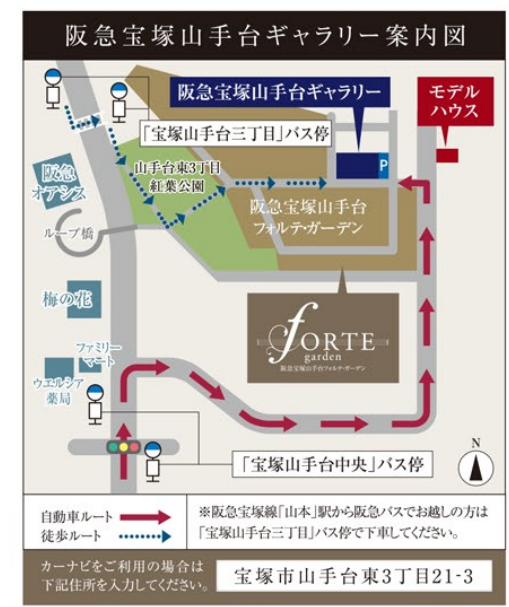 阪急宝塚山手台ギャラリー案内図
阪急宝塚山手台ギャラリー
モデル
ハウス
「宝塚山手台三丁目」バス停
P
山手台東3丁目
紅葉公園
阪急
オアシス
阪急宝塚山手台
フォルテ・ガーデン
ループ橋
梅の花
forte
garden
阪急宝塚山手台フォルテ・ガーデン
ファミリー
マート
ウエルシア
薬局
N
「宝塚山手台中央」バス停
自動車ルート
徒歩ルート
※阪急宝塚線「山本」駅から阪急バスでお越しの方は
「宝塚山手台三丁目」バス停で下車してください。
カーナビをご利用の場合は
下記住所を入力してください。
宝塚市山手台東3丁目21-3